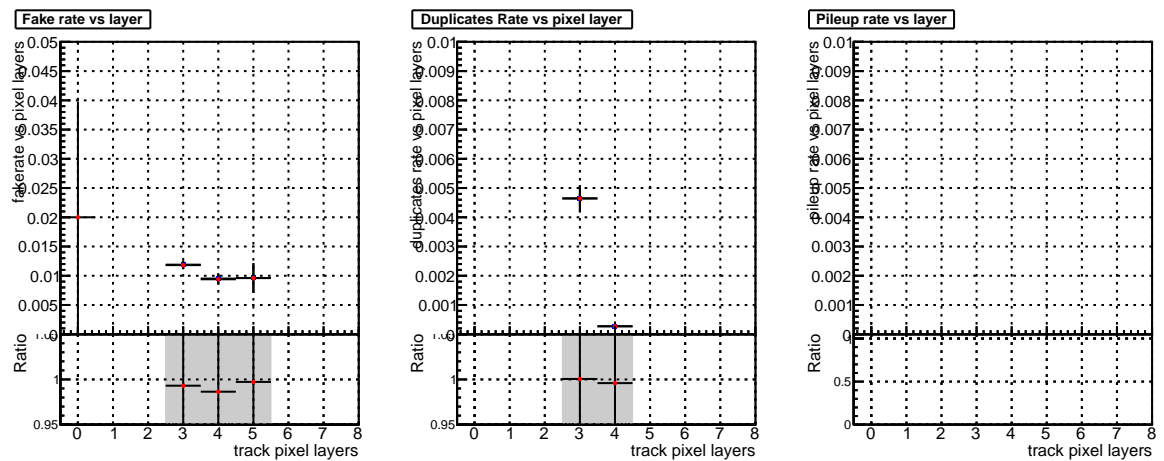 Fake rate vs layer
fakerate vs pixel layers
0.05
0.045
0.04
0.035
0.03
0.025
0.02
0.015
0.01
0.005
0
Ratio
1
0.95
0 1 2 3 4 5 6 7 8
track pixel layers
Duplicates Rate vs pixel layer
duplicates rate vs pixel layers
0.01
0.009
0.008
0.007
0.006
0.005
0.004
0.003
0.002
0.001
0
Ratio
1
0.95
0 1 2 3 4 5 6 7 8
track pixel layers
Pileup rate vs layer
pileup rate vs pixel layers
0.01
0.009
0.008
0.007
0.006
0.005
0.004
0.003
0.002
0.001
0
Ratio
1
0.5
0
0 1 2 3 4 5 6 7 8
track pixel layers